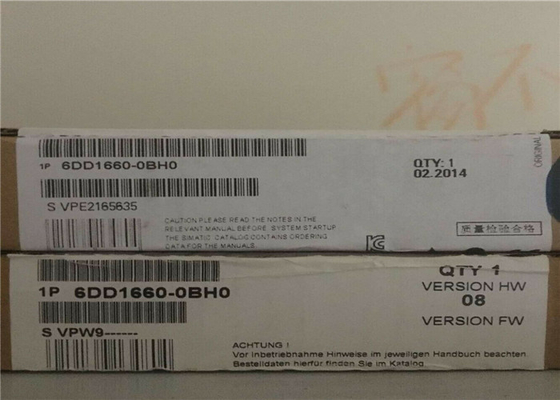 1P 6DD1660-0BH0
QTY: 1
02.2014
ORIGINAL
S VPE2165635
CAUTION PLEASE READ THE NOTES IN THE
RELEVANT MANUAL BEFORE SYSTEM STARTUP
THE SIMATIC CATALOG CONTAINS ORDERING
DATA FOR THE MANUALS.
质量检验合格
1P 6DD1660-0BH0
QTY 1
VERSION HW
08
S VPW9------
VERSION FW
ACHTUNG !
Vor Inbetriebnahme Hinweise im jeweiligen Handbuch beachten.
Bestelldaten hierfür finden Sie im Katalog